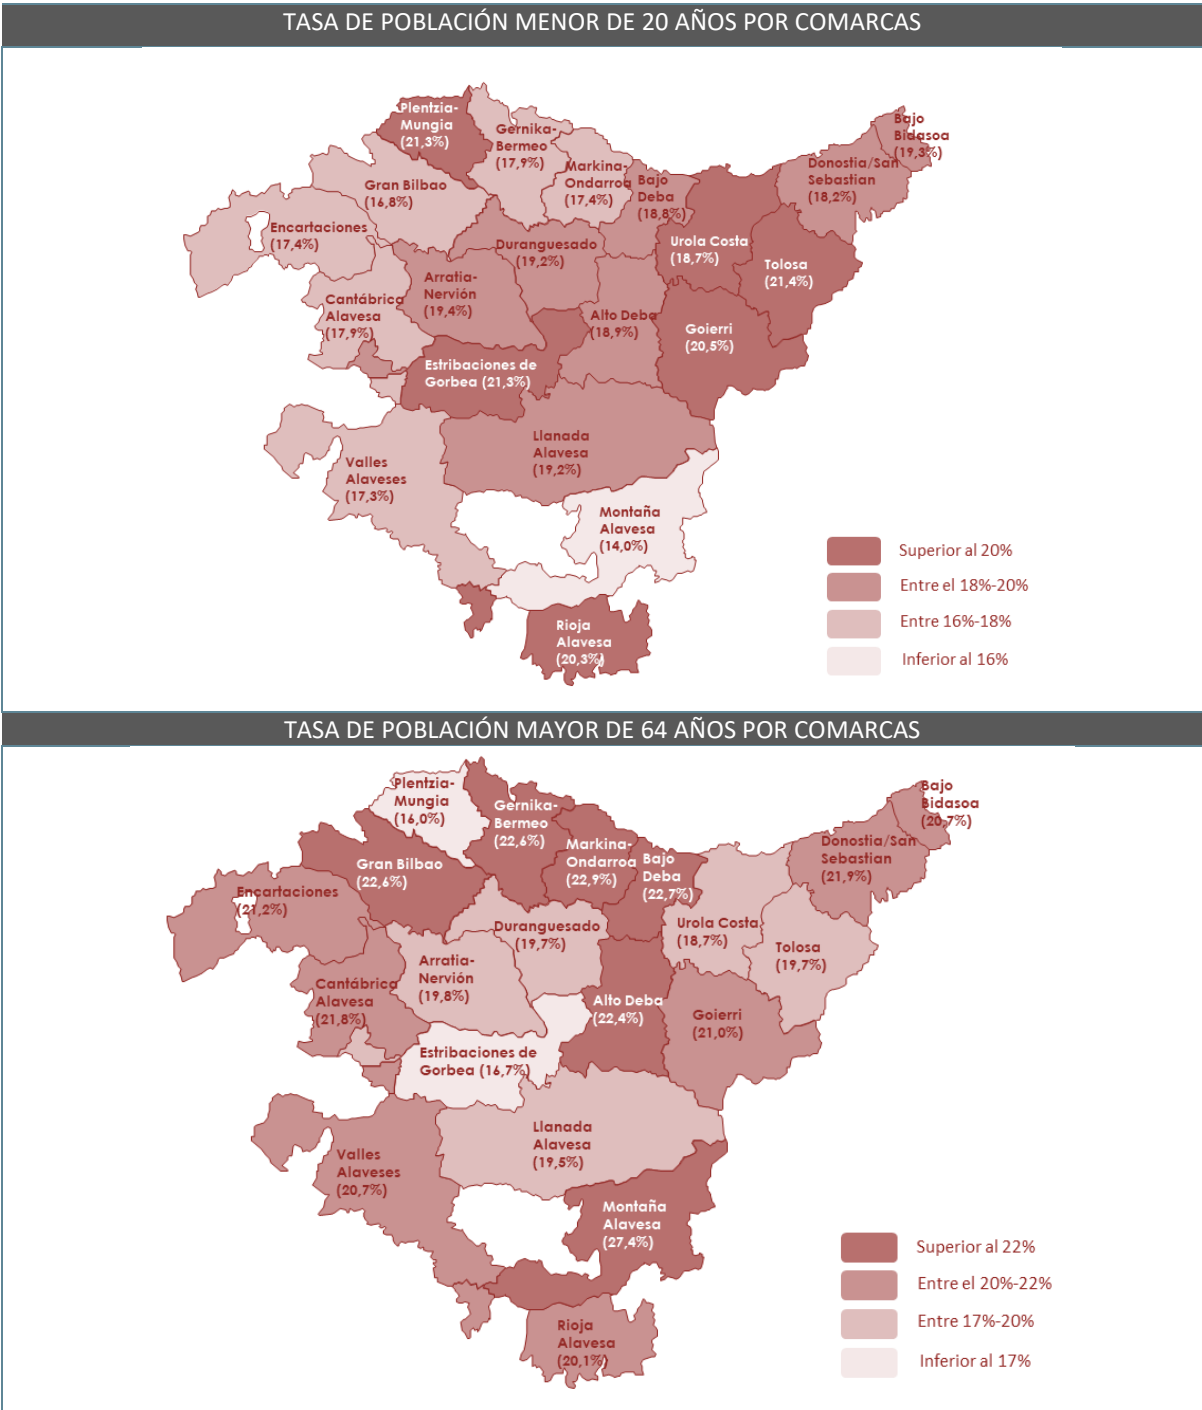 TASA DE POBLACIÓN MENOR DE 20 AÑOS POR COMARCAS
Plentzia-
Mungia
(21,3%)
Gernika-
Bermeo
(17,9%)
Markina-
Ondarroa
(17,4%)
Bajo
Deba
(18,8%)
Bajo
Bidasoa
(19,3%)
Donostia/San
Sebastian
(18,2%)
Gran Bilbao
(16,8%)
Encartaciones
(17,4%)
Duranguesado
(19,2%)
Urola Costa
(18,7%)
Tolosa
(21,4%)
Arratia-
Nervión
(19,4%)
Cantábrica
Alavesa
(17,9%)
Alto Deba
(18,9%)
Goierri
(20,5%)
Estribaciones de
Gorbea (21,3%)
Llanada
Alavesa
(19,2%)
Valles
Alaveses
(17,3%)
Montaña
Alavesa
(14,0%)
Rioja
Alavesa
(20,3%)
Superior al 20%
Entre el 18%-20%
Entre 16%-18%
Inferior al 16%
TASA DE POBLACIÓN MAYOR DE 64 AÑOS POR COMARCAS
Plentzia-
Mungia
(16,0%)
Gernika-
Bermeo
(22,6%)
Markina-
Ondarroa
(22,9%)
Bajo
Deba
(22,7%)
Bajo
Bidasoa
(20,7%)
Donostia/San
Sebastian
(21,9%)
Gran Bilbao
(22,6%)
Encartaciones
(21,2%)
Duranguesado
(19,7%)
Urola Costa
(18,7%)
Tolosa
(19,7%)
Arratia-
Nervión
(19,8%)
Cantábrica
Alavesa
(21,8%)
Alto Deba
(22,4%)
Goierri
(21,0%)
Estribaciones de
Gorbea (16,7%)
Llanada
Alavesa
(19,5%)
Valles
Alaveses
(20,7%)
Montaña
Alavesa
(27,4%)
Rioja
Alavesa
(20,1%)
Superior al 22%
Entre el 20%-22%
Entre 17%-20%
Inferior al 17%